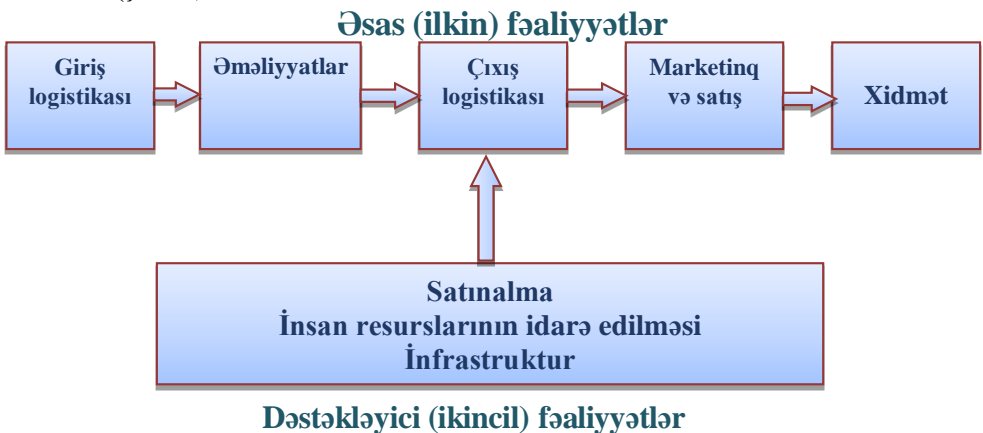 Əsas (ilkin) fəaliyyətlər
Giriş
logistikası
Əməliyyatlar
Çıxış
logistikası
Marketinq
və satış
Xidmət
Satınalma
İnsan resurslarının idarə edilməsi
İnfrastruktur
Dəstəkləyici (ikincil) fəaliyyətlər